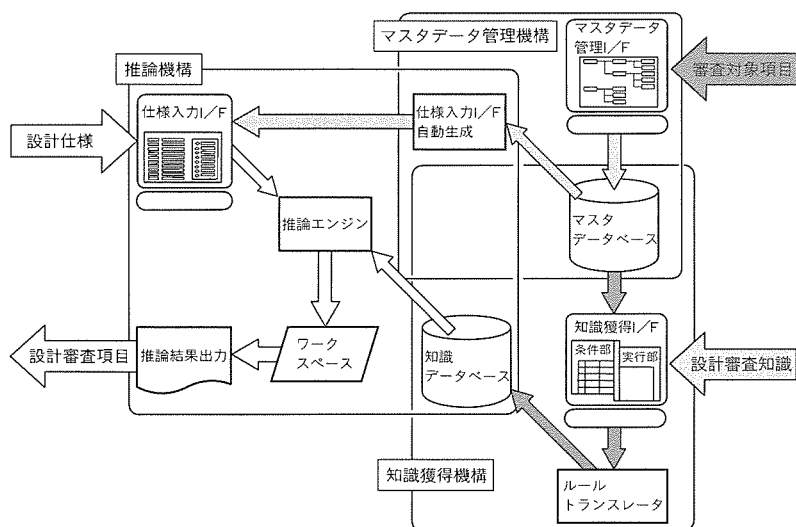 マスタデータ管理機構
マスタデータ
管理I/F
審査対象項目
推論機構
仕様入力I/F
仕様入力I/F
自動生成
設計仕様
推論エンジン
マスタ
データベース
設計審査項目
推論結果出力
ワーク
スペース
知識
データベース
知識獲得I/F
条件部
実行部
設計審査知識
知識獲得機構
ルール
トランスレータ